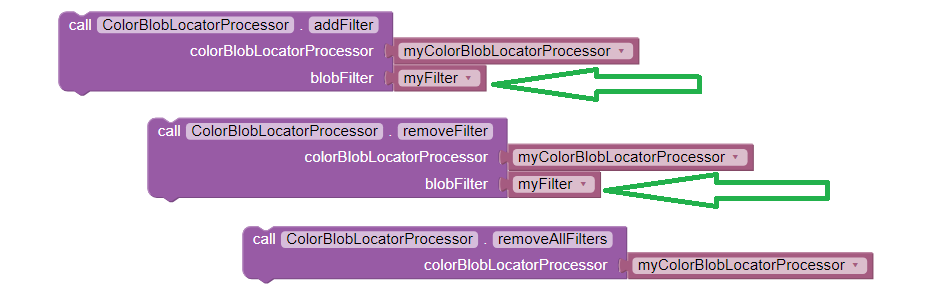 call ColorBlobLocatorProcessor . addFilter
colorBlobLocatorProcessor myColorBlobLocatorProcessor
blobFilter myFilter
call ColorBlobLocatorProcessor . removeFilter
colorBlobLocatorProcessor myColorBlobLocatorProcessor
blobFilter myFilter
call ColorBlobLocatorProcessor . removeAllFilters
colorBlobLocatorProcessor myColorBlobLocatorProcessor